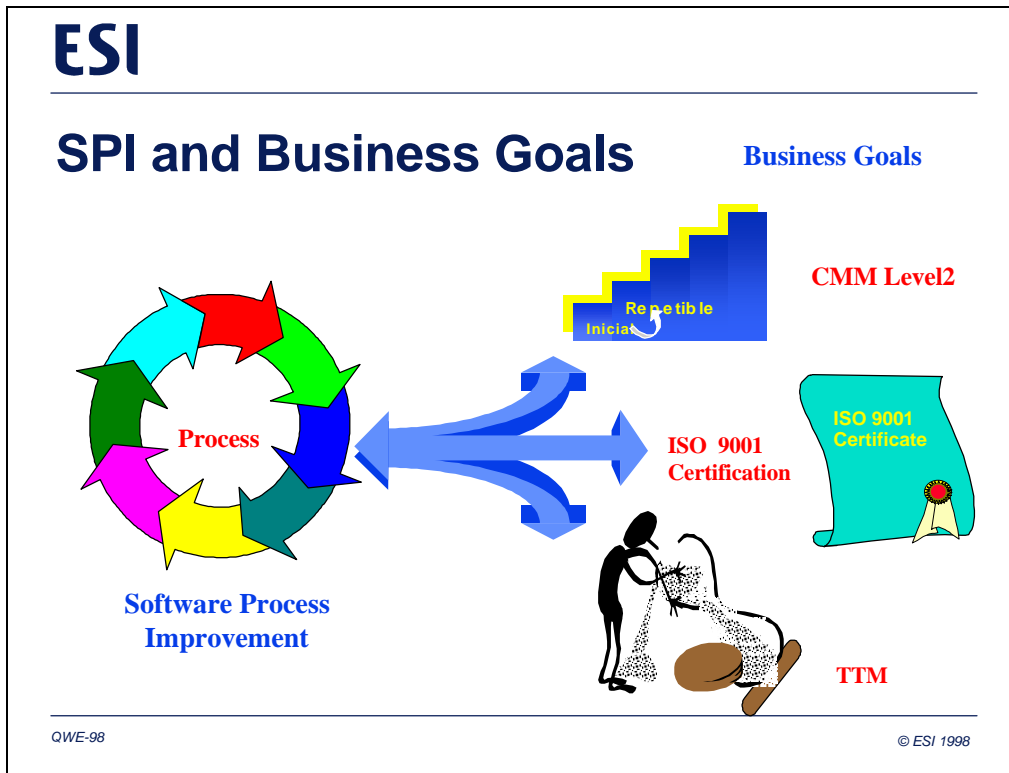 ESI
SPI and Business Goals
Business Goals
CMM Level2
Repetible
Inicial
Process
ISO 9001
Certification
ISO 9001
Certificate
Software Process
Improvement
TTM
QWE-98
© ESI 1998